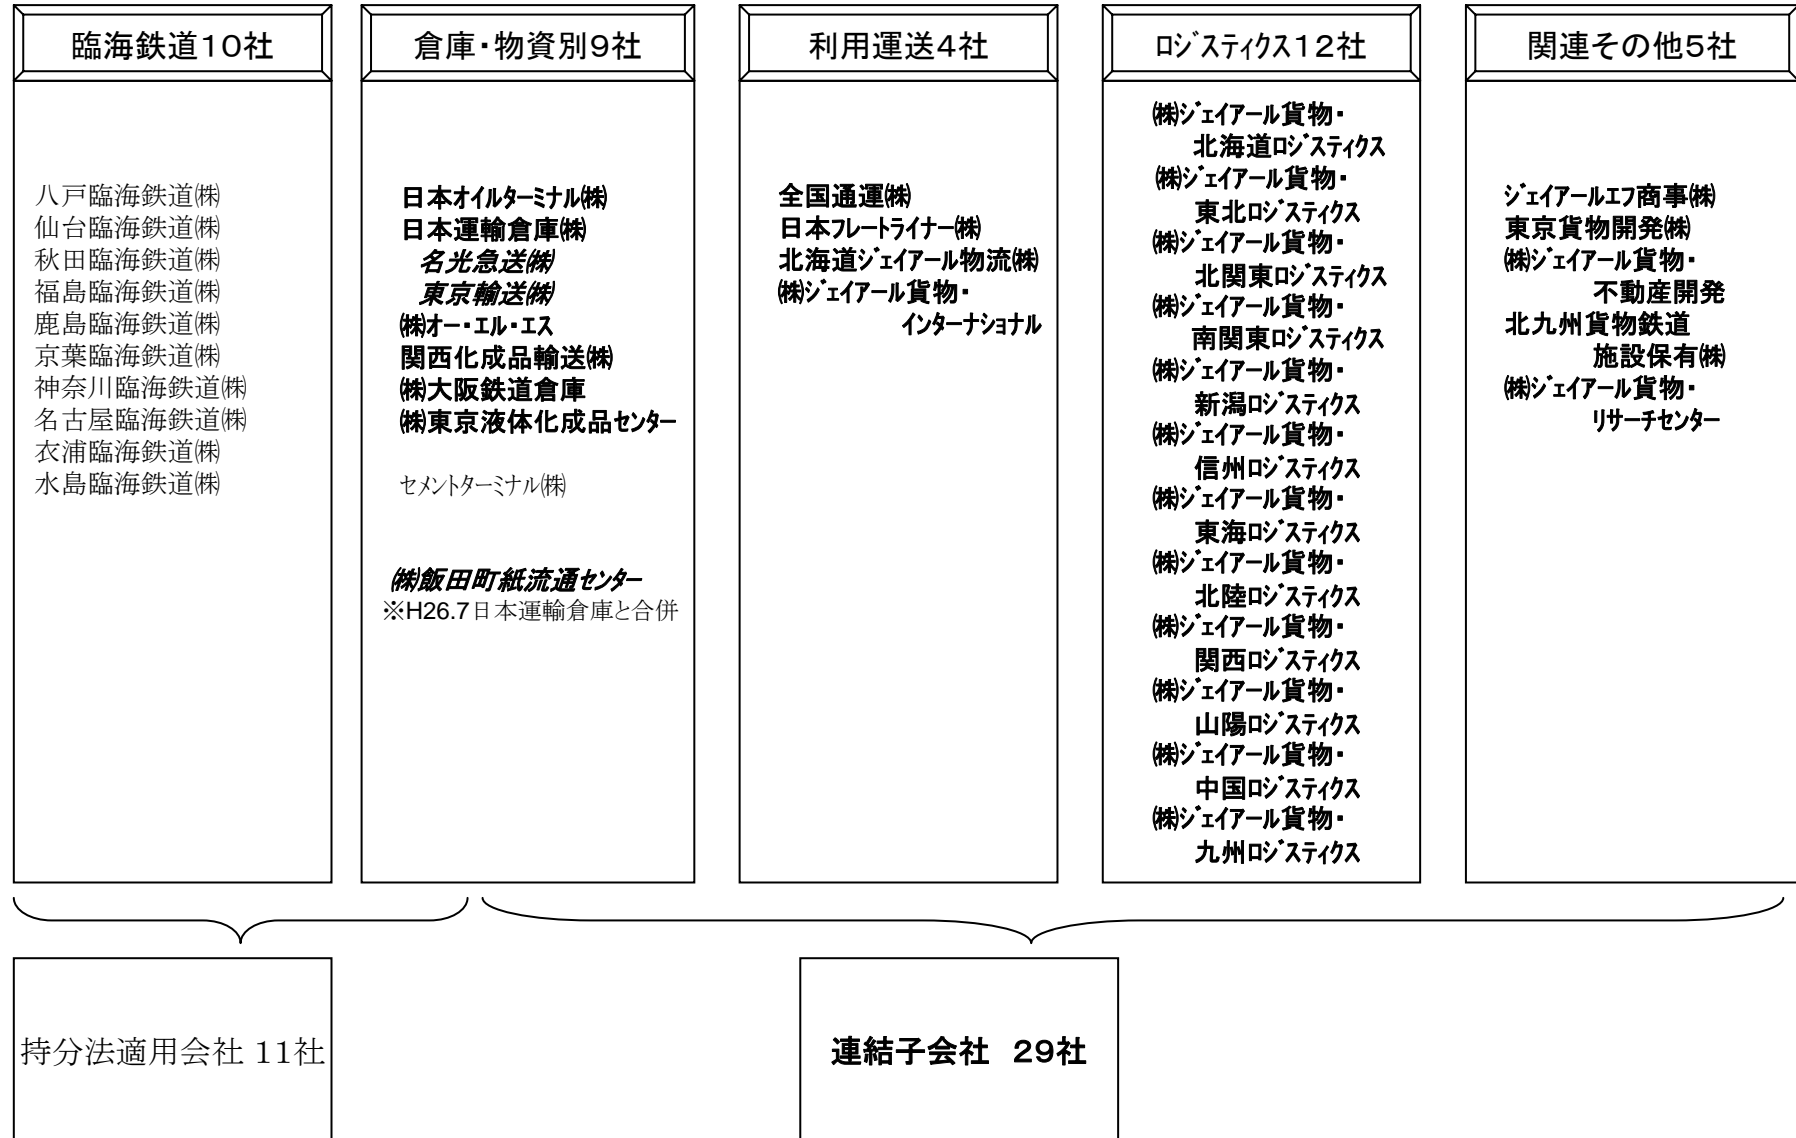 臨海鉄道10社
八戸臨海鉄道㈱
仙台臨海鉄道㈱
秋田臨海鉄道㈱
福島臨海鉄道㈱
鹿島臨海鉄道㈱
京葉臨海鉄道㈱
神奈川臨海鉄道㈱
名古屋臨海鉄道㈱
衣浦臨海鉄道㈱
水島臨海鉄道㈱
倉庫・物資別9社
日本オイルターミナル㈱
日本運輸倉庫㈱
名光急送㈱
東京輸送㈱
㈱オー・エル・エス
関西化成品輸送㈱
㈱大阪鉄道倉庫
㈱東京液体化成品センター
セメントターミナル㈱
㈱飯田町紙流通センター
※H26.7日本運輸倉庫と合併
利用運送4社
全国通運㈱
日本フレートライナー㈱
北海道ジェイアール物流㈱
㈱ジェイアール貨物・
インターナショナル
ロジスティクス12社
㈱ジェイアール貨物・
北海道ロジスティクス
㈱ジェイアール貨物・
東北ロジスティクス
㈱ジェイアール貨物・
北関東ロジスティクス
㈱ジェイアール貨物・
南関東ロジスティクス
㈱ジェイアール貨物・
新潟ロジスティクス
㈱ジェイアール貨物・
信州ロジスティクス
㈱ジェイアール貨物・
東海ロジスティクス
㈱ジェイアール貨物・
北陸ロジスティクス
㈱ジェイアール貨物・
関西ロジスティクス
㈱ジェイアール貨物・
山陽ロジスティクス
㈱ジェイアール貨物・
中国ロジスティクス
㈱ジェイアール貨物・
九州ロジスティクス
関連その他5社
ジェイアールエフ商事㈱
東京貨物開発㈱
㈱ジェイアール貨物・
不動産開発
北九州貨物鉄道
施設保有㈱
㈱ジェイアール貨物・
リサーチセンター
持分法適用会社 11社
連結子会社 29社